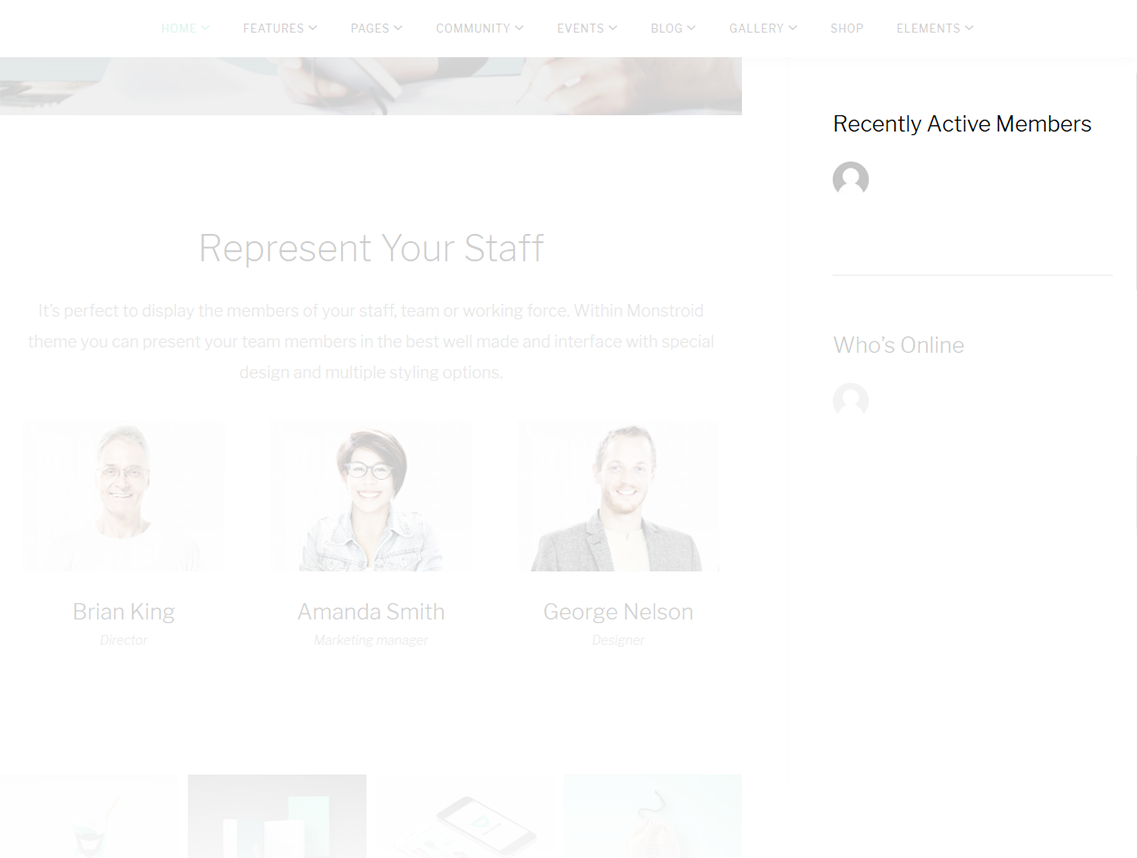 HOME FEATURES PAGES COMMUNITY EVENTS BLOG GALLERY SHOP ELEMENTS
Recently Active Members
Represent Your Staff
It's perfect to display the members of your staff, team or working force. Within Monstroid
theme you can present your team members in the best well made and interface with special
design and multiple styling options.
Who's Online
Brian King
Director
Amanda Smith
Marketing manager
George Nelson
Designer